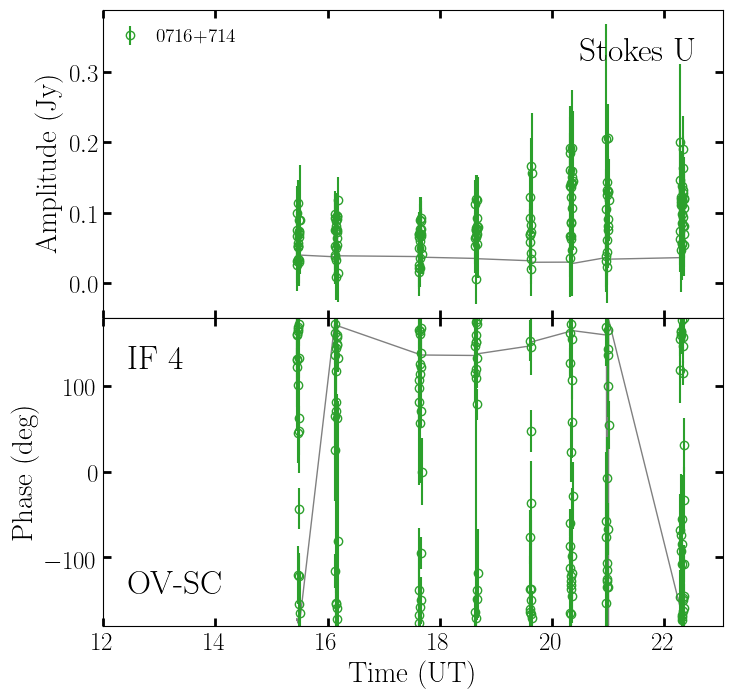 0716+714
Stokes U
Amplitude (Jy)
0.3
0.2
0.1
0.0
IF 4
Phase (deg)
100
0
−100
OV-SC
12 14 16 18 20 22
Time (UT)